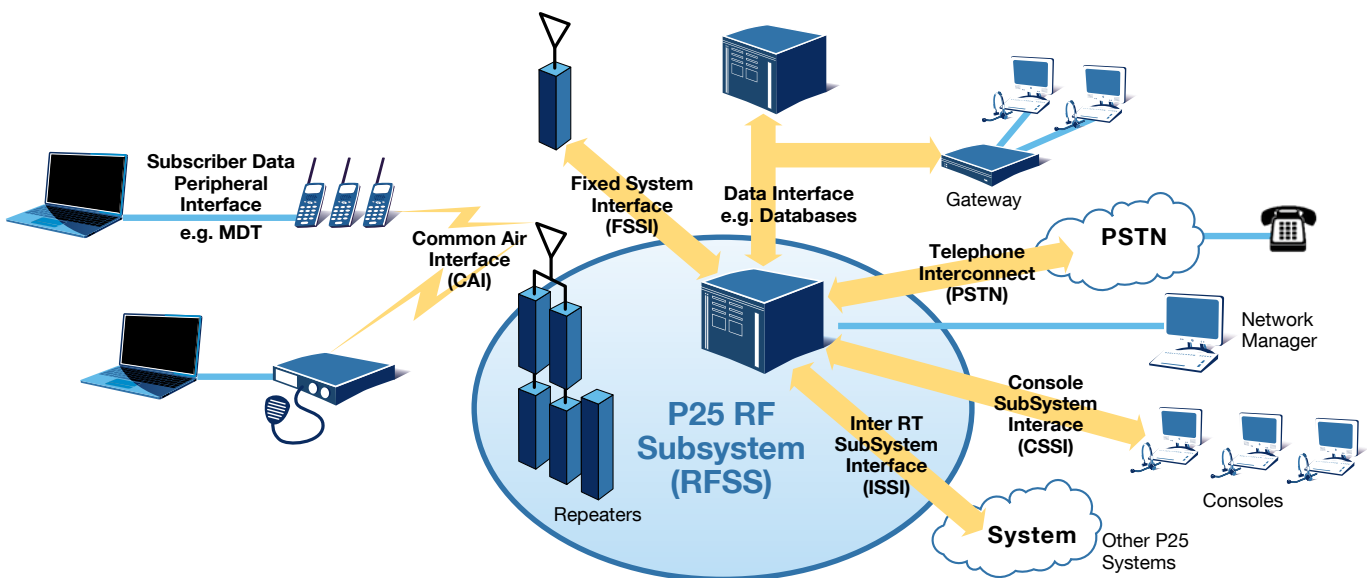 Subscriber Data
Peripheral
Interface
e.g. MDT
Common Air
Interface
(CAI)
Fixed System
Interface
(FSSI)
Data Interface
e.g. Databases
Gateway
Telephone
Interconnect
(PSTN)
PSTN
Network
Manager
Console
SubSystem
Interace
(CSSI)
Consoles
Inter RT
SubSystem
Interface
(ISSI)
System
Other P25
Systems
P25 RF
Subsystem
(RFSS)
Repeaters